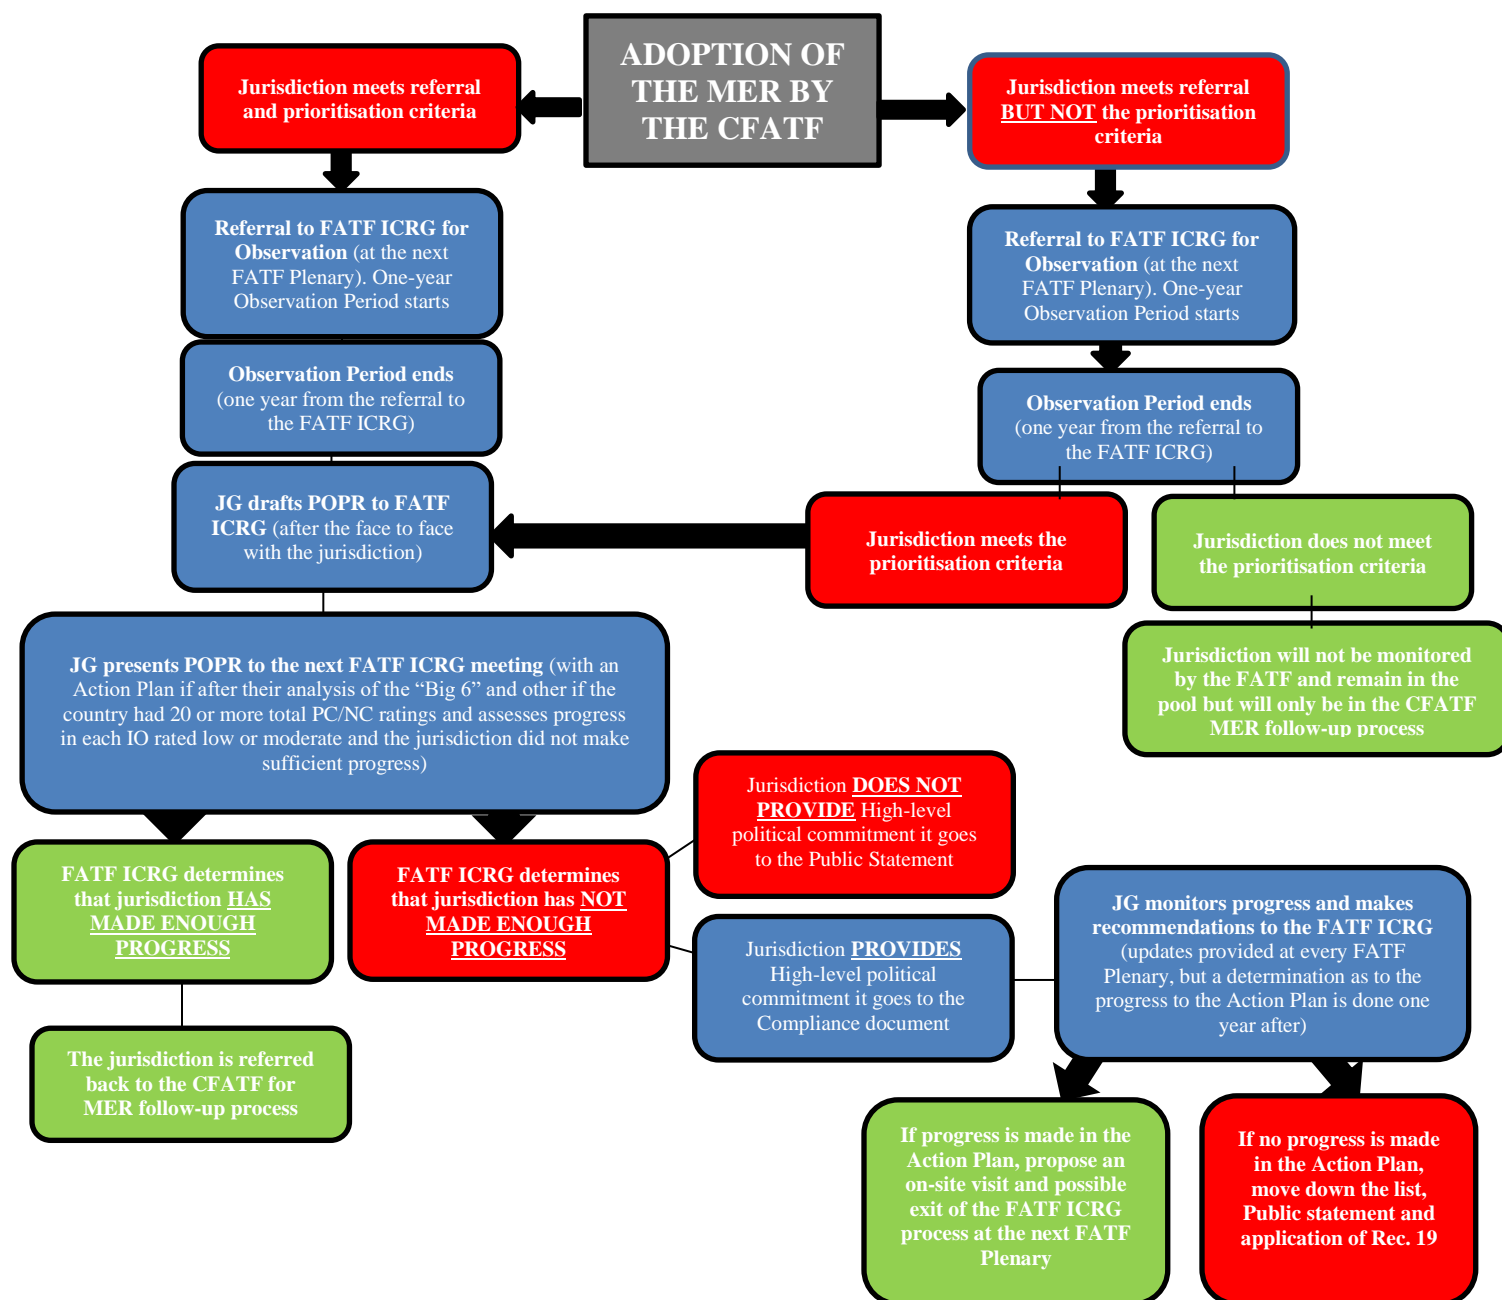 ADOPTION OF
THE MER BY
THE CFATF
Jurisdiction meets referral
and prioritisation criteria
Jurisdiction meets referral
BUT NOT the prioritisation
criteria
Referral to FATF ICRG for
Observation (at the next
FATF Plenary). One-year
Observation Period starts
Referral to FATF ICRG for
Observation (at the next
FATF Plenary). One-year
Observation Period starts
Observation Period ends
(one year from the referral to
the FATF ICRG)
Observation Period ends
(one year from the referral to
the FATF ICRG)
JG drafts POPR to FATF
ICRG (after the face to face
with the jurisdiction)
Jurisdiction meets the
prioritisation criteria
Jurisdiction does not meet
the prioritisation criteria
Jurisdiction will not be monitored
by the FATF and remain in the
pool but will only be in the CFATF
MER follow-up process
JG presents POPR to the next FATF ICRG meeting (with an
Action Plan if after their analysis of the “Big 6” and other if the
country had 20 or more total PC/NC ratings and assesses progress
in each IO rated low or moderate and the jurisdiction did not make
sufficient progress)
FATF ICRG determines
that jurisdiction HAS
MADE ENOUGH
PROGRESS
FATF ICRG determines
that jurisdiction has NOT
MADE ENOUGH
PROGRESS
Jurisdiction DOES NOT
PROVIDE High-level
political commitment it goes
to the Public Statement
Jurisdiction PROVIDES
High-level political
commitment it goes to the
Compliance document
JG monitors progress and makes
recommendations to the FATF ICRG
(updates provided at every FATF
Plenary, but a determination as to the
progress to the Action Plan is done one
year after)
The jurisdiction is referred
back to the CFATF for
MER follow-up process
If progress is made in the
Action Plan, propose an
on-site visit and possible
exit of the FATF ICRG
process at the next FATF
Plenary
If no progress is made
in the Action Plan,
move down the list,
Public statement and
application of Rec. 19